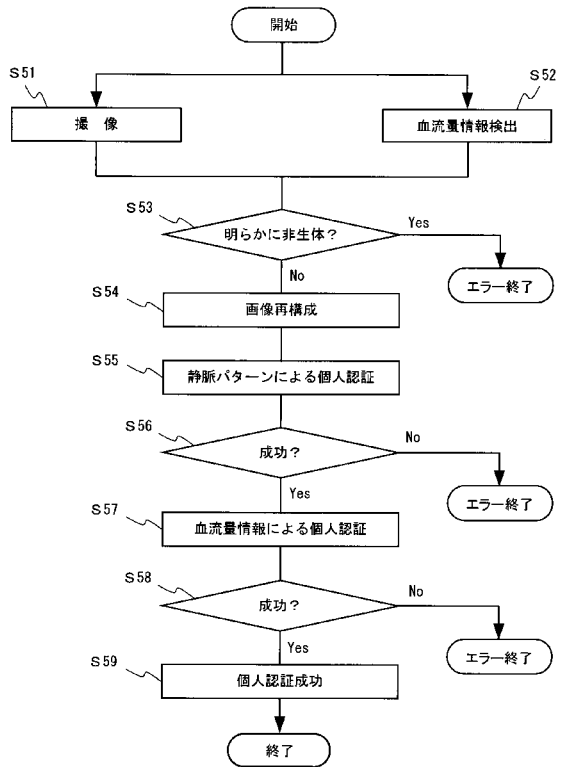 開始
S51
S52
撮 像
血流量情報検出
S53
明らかに非生体?
Yes
エラー終了
No
S54
画像再構成
S55
静脈パターンによる個人認証
S56
成功?
No
エラー終了
Yes
S57
血流量情報による個人認証
S58
成功?
No
エラー終了
Yes
S59
個人認証成功
終了